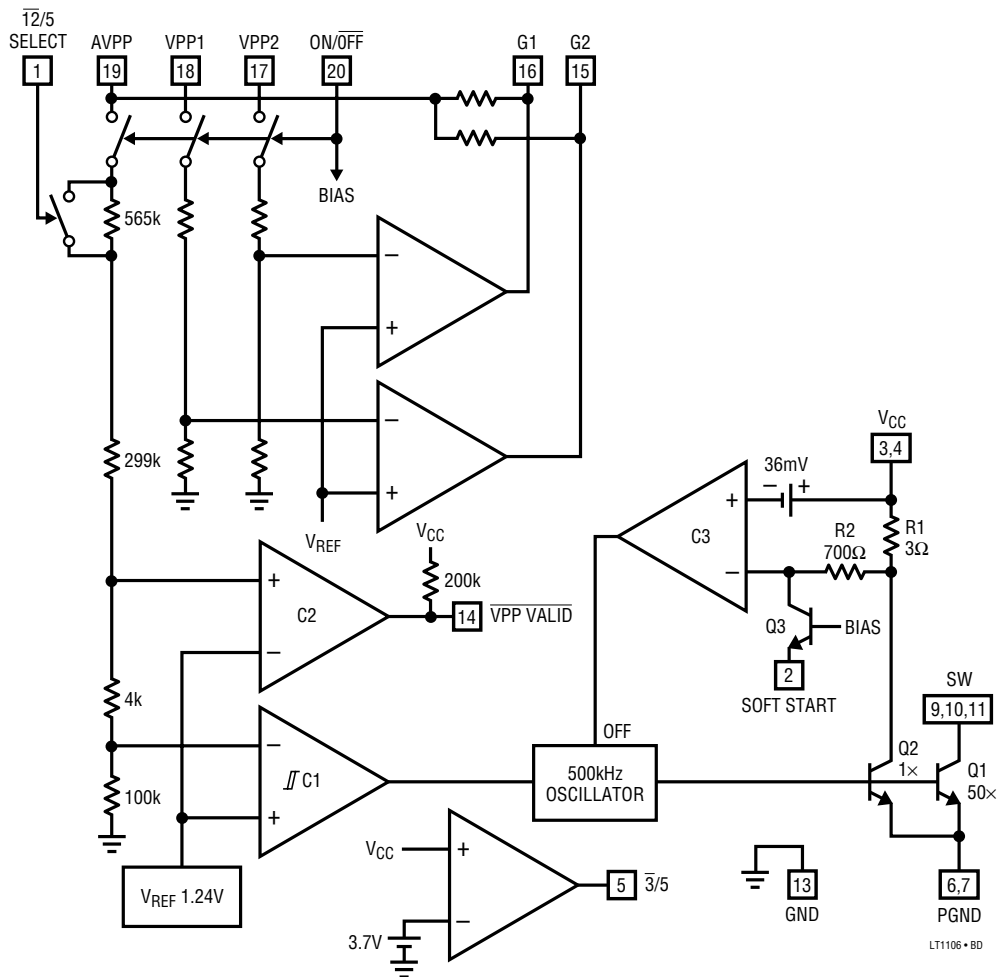 12/5
SELECT
AVPP
VPP1
VPP2
ON/OFF
G1
G2
1
19
18
17
20
16
15
BIAS
565k
−
+
−
+
299k
VREF
VCC
200k
+
C2
−
14
VPP VALID
4k
−
C1
+
100k
VREF 1.24V
VCC
3,4
36mV
−
+
+
C3
−
R2
700Ω
R1
3Ω
Q3
BIAS
2
SOFT START
SW
9,10,11
OFF
500kHz
OSCILLATOR
Q2
1×
Q1
50×
VCC
+
−
3.7V
5
3/5
13
GND
6,7
PGND
LT1106 • BD